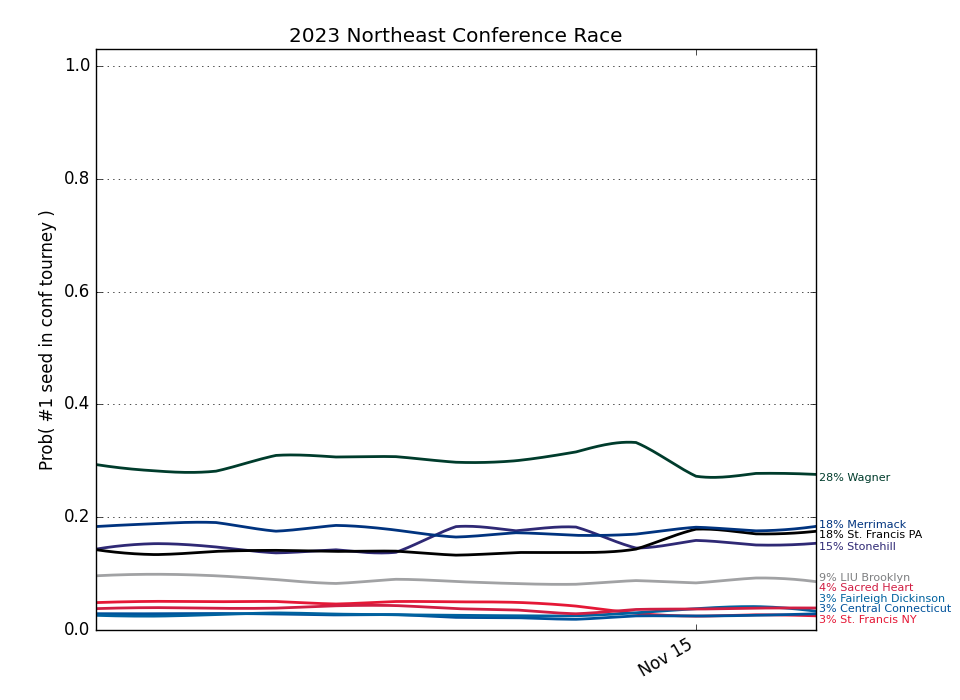 2023 Northeast Conference Race
1.0
0.8
0.6
0.4
0.2
0.0
Prob( #1 seed in conf tourney )
28% Wagner
18% Merrimack
18% St. Francis PA
15% Stonehill
9% LIU Brooklyn
4% Sacred Heart
3% Fairleigh Dickinson
3% Central Connecticut
3% St. Francis NY
Nov 15